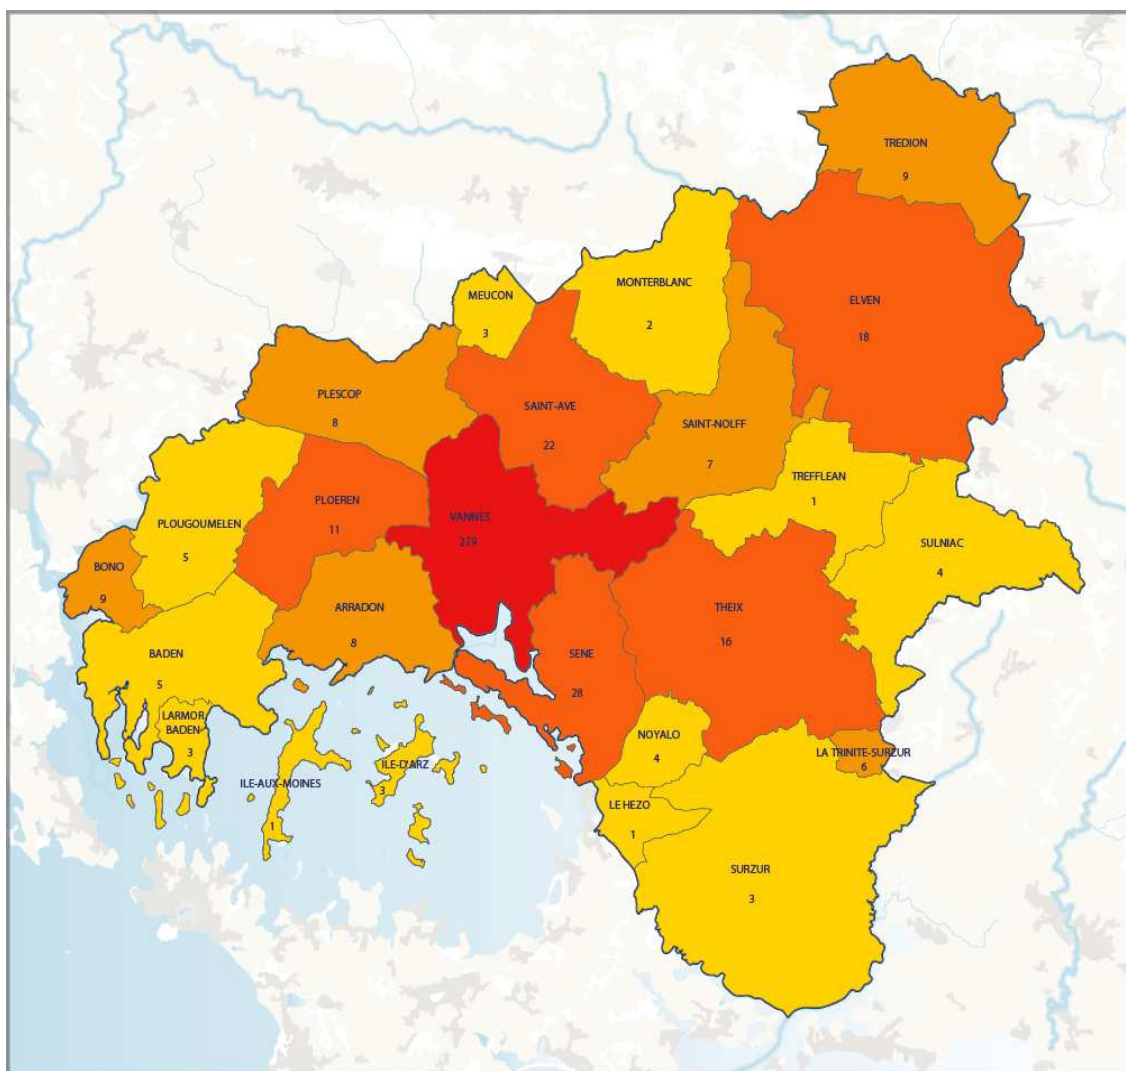 TREDION
9
ELVEN
18
MONTERBLANC
2
MEUCON
3
PLESCOP
8
SAINT-AVE
22
SAINT-NOLFF
7
TREFFLEAN
1
PLOEREN
11
VANNES
279
PLOUGOUMELEN
5
SULNIAC
4
BONO
9
ARRADON
8
THEIX
16
BADEN
5
SENE
28
LARMOR
BADEN
3
NOYALO
4
LA TRINITE-SURZUR
6
ILE-D'ARZ
3
ILE-AUX-MOINES
1
LE HEZO
1
SURZUR
3